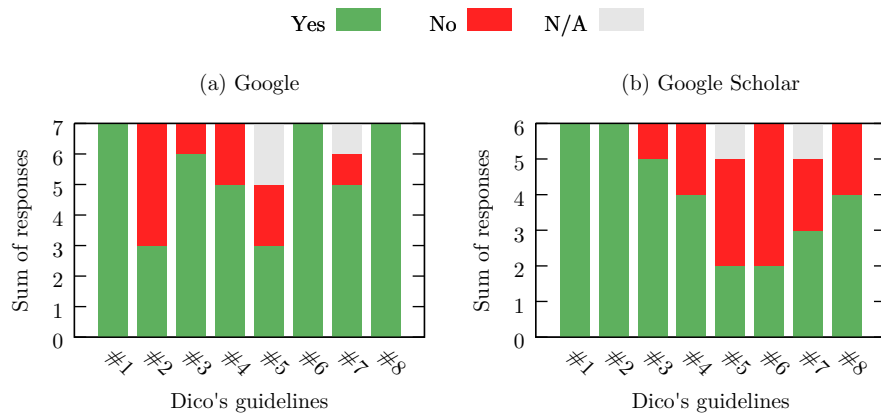 Yes No N/A
(a) Google
Sum of responses
7
6
5
4
3
2
1
0
#1 #2 #3 #4 #5 #6 #7 #8
Dico's guidelines
(b) Google Scholar
Sum of responses
6
5
4
3
2
1
0
#1 #2 #3 #4 #5 #6 #7 #8
Dico's guidelines